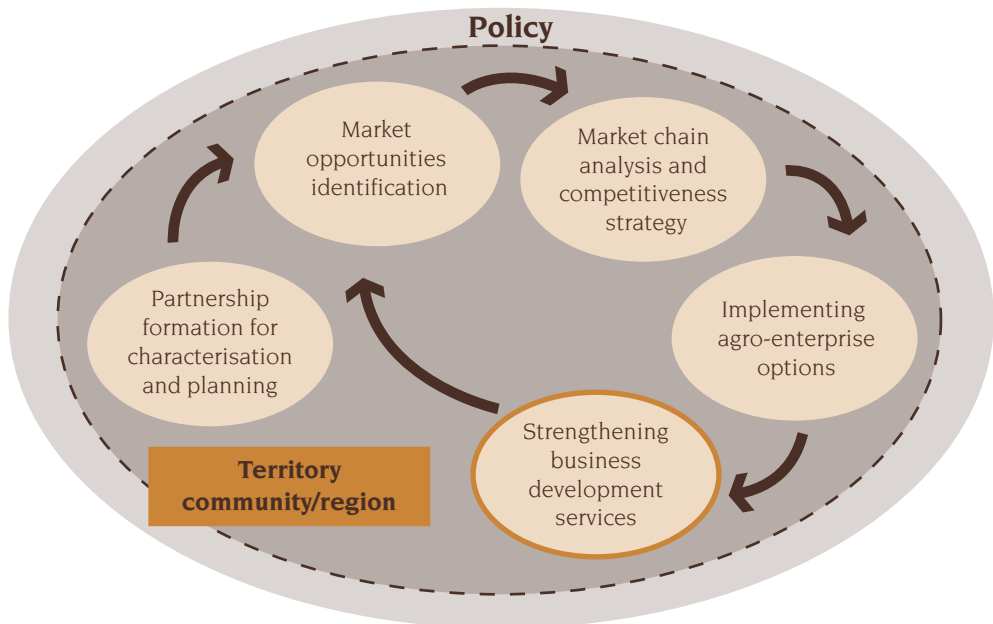 Policy
Market
opportunities
identification
Market chain
analysis and
competitiveness
strategy
Partnership
formation for
characterisation
and planning
Implementing
agro-enterprise
options
Strengthening
business
development
services
Territory
community/region